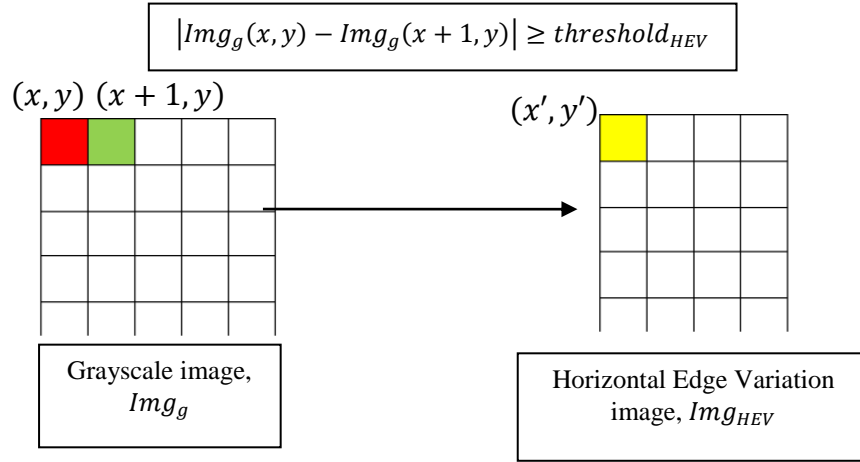 |Img_g(x, y) − Img_g(x + 1, y)| ≥ threshold_HEV
(x, y) (x + 1, y)
(x′, y′)
Grayscale image,
Img_g
Horizontal Edge Variation
image, Img_HEV